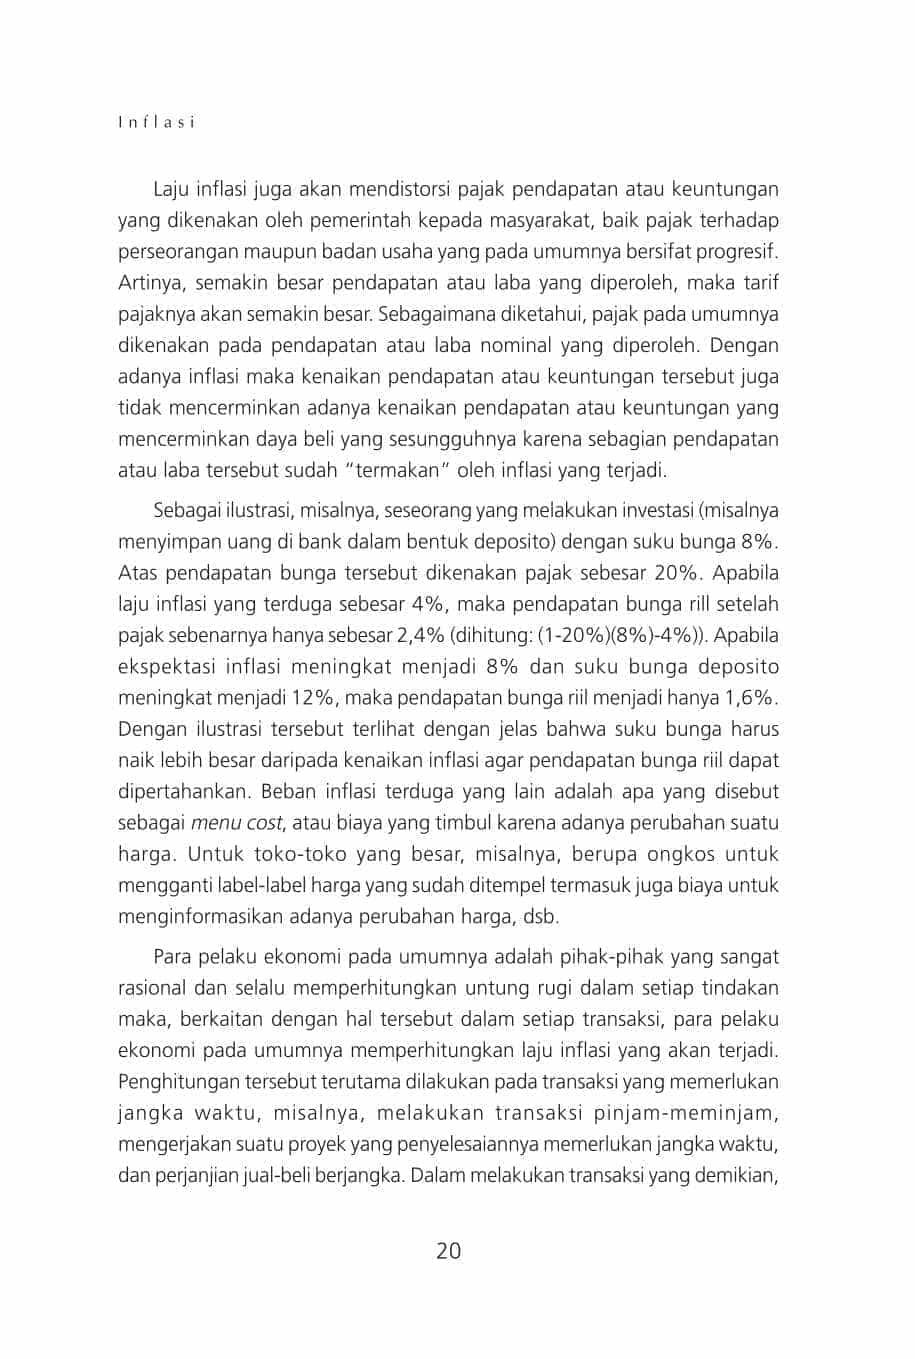 Inflasi
Laju inflasi juga akan mendistorsi pajak pendapatan atau keuntungan
yang dikenakan oleh pemerintah kepada masyarakat, baik pajak terhadap
perseorangan maupun badan usaha yang pada umumnya bersifat progresif.
Artinya, semakin besar pendapatan atau laba yang diperoleh, maka tarif
pajaknya akan semakin besar. Sebagaimana diketahui, pajak pada umumnya
dikenakan pada pendapatan atau laba nominal yang diperoleh. Dengan
adanya inflasi maka kenaikan pendapatan atau keuntungan tersebut juga
tidak mencerminkan adanya kenaikan pendapatan atau keuntungan yang
mencerminkan daya beli yang sesungguhnya karena sebagian pendapatan
atau laba tersebut sudah “termakan” oleh inflasi yang terjadi.
Sebagai ilustrasi, misalnya, seseorang yang melakukan investasi (misalnya
menyimpan uang di bank dalam bentuk deposito) dengan suku bunga 8%.
Atas pendapatan bunga tersebut dikenakan pajak sebesar 20%. Apabila
laju inflasi yang terduga sebesar 4%, maka pendapatan bunga rill setelah
pajak sebenarnya hanya sebesar 2,4% (dihitung: (1-20%)(8%)-4%)). Apabila
ekspektasi inflasi meningkat menjadi 8% dan suku bunga deposito
meningkat menjadi 12%, maka pendapatan bunga riil menjadi hanya 1,6%.
Dengan ilustrasi tersebut terlihat dengan jelas bahwa suku bunga harus
naik lebih besar daripada kenaikan inflasi agar pendapatan bunga riil dapat
dipertahankan. Beban inflasi terduga yang lain adalah apa yang disebut
sebagai menu cost, atau biaya yang timbul karena adanya perubahan suatu
harga. Untuk toko-toko yang besar, misalnya, berupa ongkos untuk
mengganti label-label harga yang sudah ditempel termasuk juga biaya untuk
menginformasikan adanya perubahan harga, dsb.
Para pelaku ekonomi pada umumnya adalah pihak-pihak yang sangat
rasional dan selalu memperhitungkan untung rugi dalam setiap tindakan
maka, berkaitan dengan hal tersebut dalam setiap transaksi, para pelaku
ekonomi pada umumnya memperhitungkan laju inflasi yang akan terjadi.
Penghitungan tersebut terutama dilakukan pada transaksi yang memerlukan
jangka waktu, misalnya, melakukan transaksi pinjam-meminjam,
mengerjakan suatu proyek yang penyelesaiannya memerlukan jangka waktu,
dan perjanjian jual-beli berjangka. Dalam melakukan transaksi yang demikian,
20